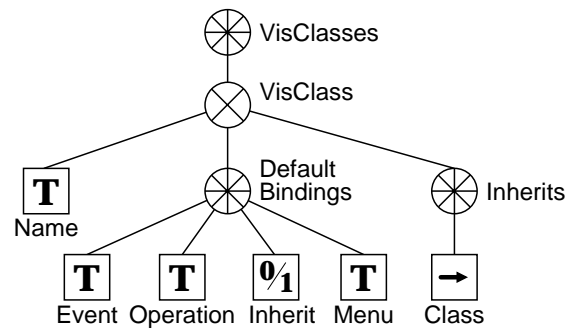 VisClasses
VisClass
Default
Bindings
Inherits
T
Name
T
T
0/1
T
Event Operation Inherit Menu Class